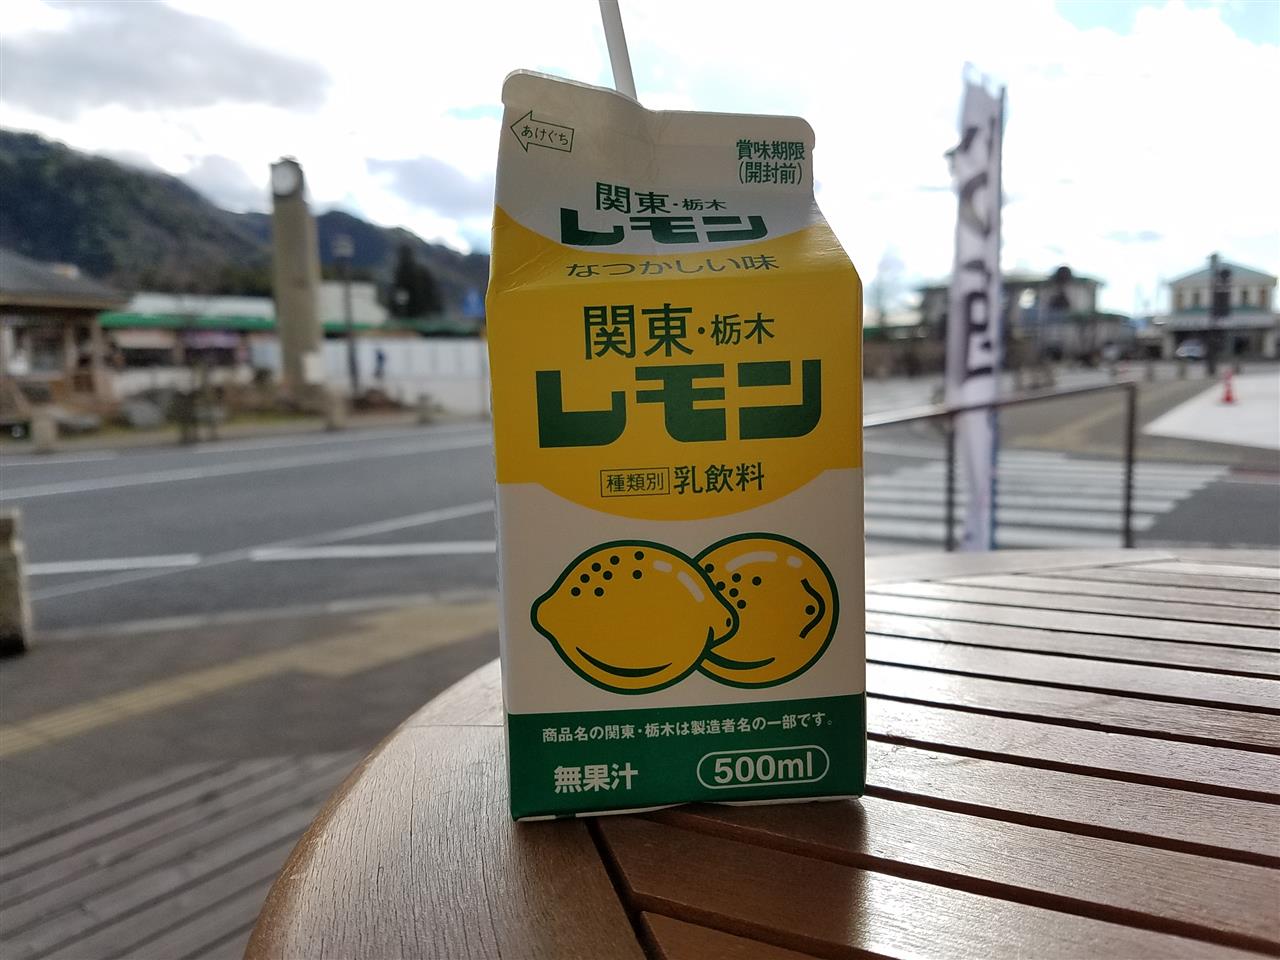 あけぐち
賞味期限
(開封前)
関東・栃木
レモン
なつかしい味
関東・栃木
レモン
種類別 乳飲料
商品名の関東・栃木は製造者名の一部です。
無果汁
500ml